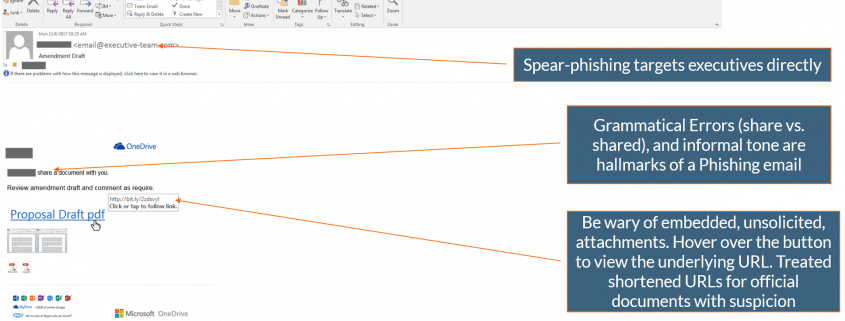 Ignore
Delete
Reply
Reply All
Forward
IM
More
Team Email
Reply & Delete
Done
Create New
Move
OneNote
Actions
Mark Unread
Categorize
Follow Up
Translate
Related
Select
Zoom
Delete
Respond
Quick Steps
Move
Tags
Editing
Zoom
Mon 11/6/2017 10:25 AM
<email@executive-team.com>
Amendment Draft
To
If there are problems with how this message is displayed, click here to view it in a web browser.
Spear-phishing targets executives directly
OneDrive
Grammatical Errors (share vs.
shared), and informal tone are
hallmarks of a Phishing email
share a document with you.
Review amendment draft and comment as require.
Click or tap to follow link.
Proposal Draft pdf
Be wary of embedded, unsolicited,
attachments. Hover over the button
to view the underlying URL. Treated
shortened URLs for official
documents with suspicion
Microsoft OneDrive